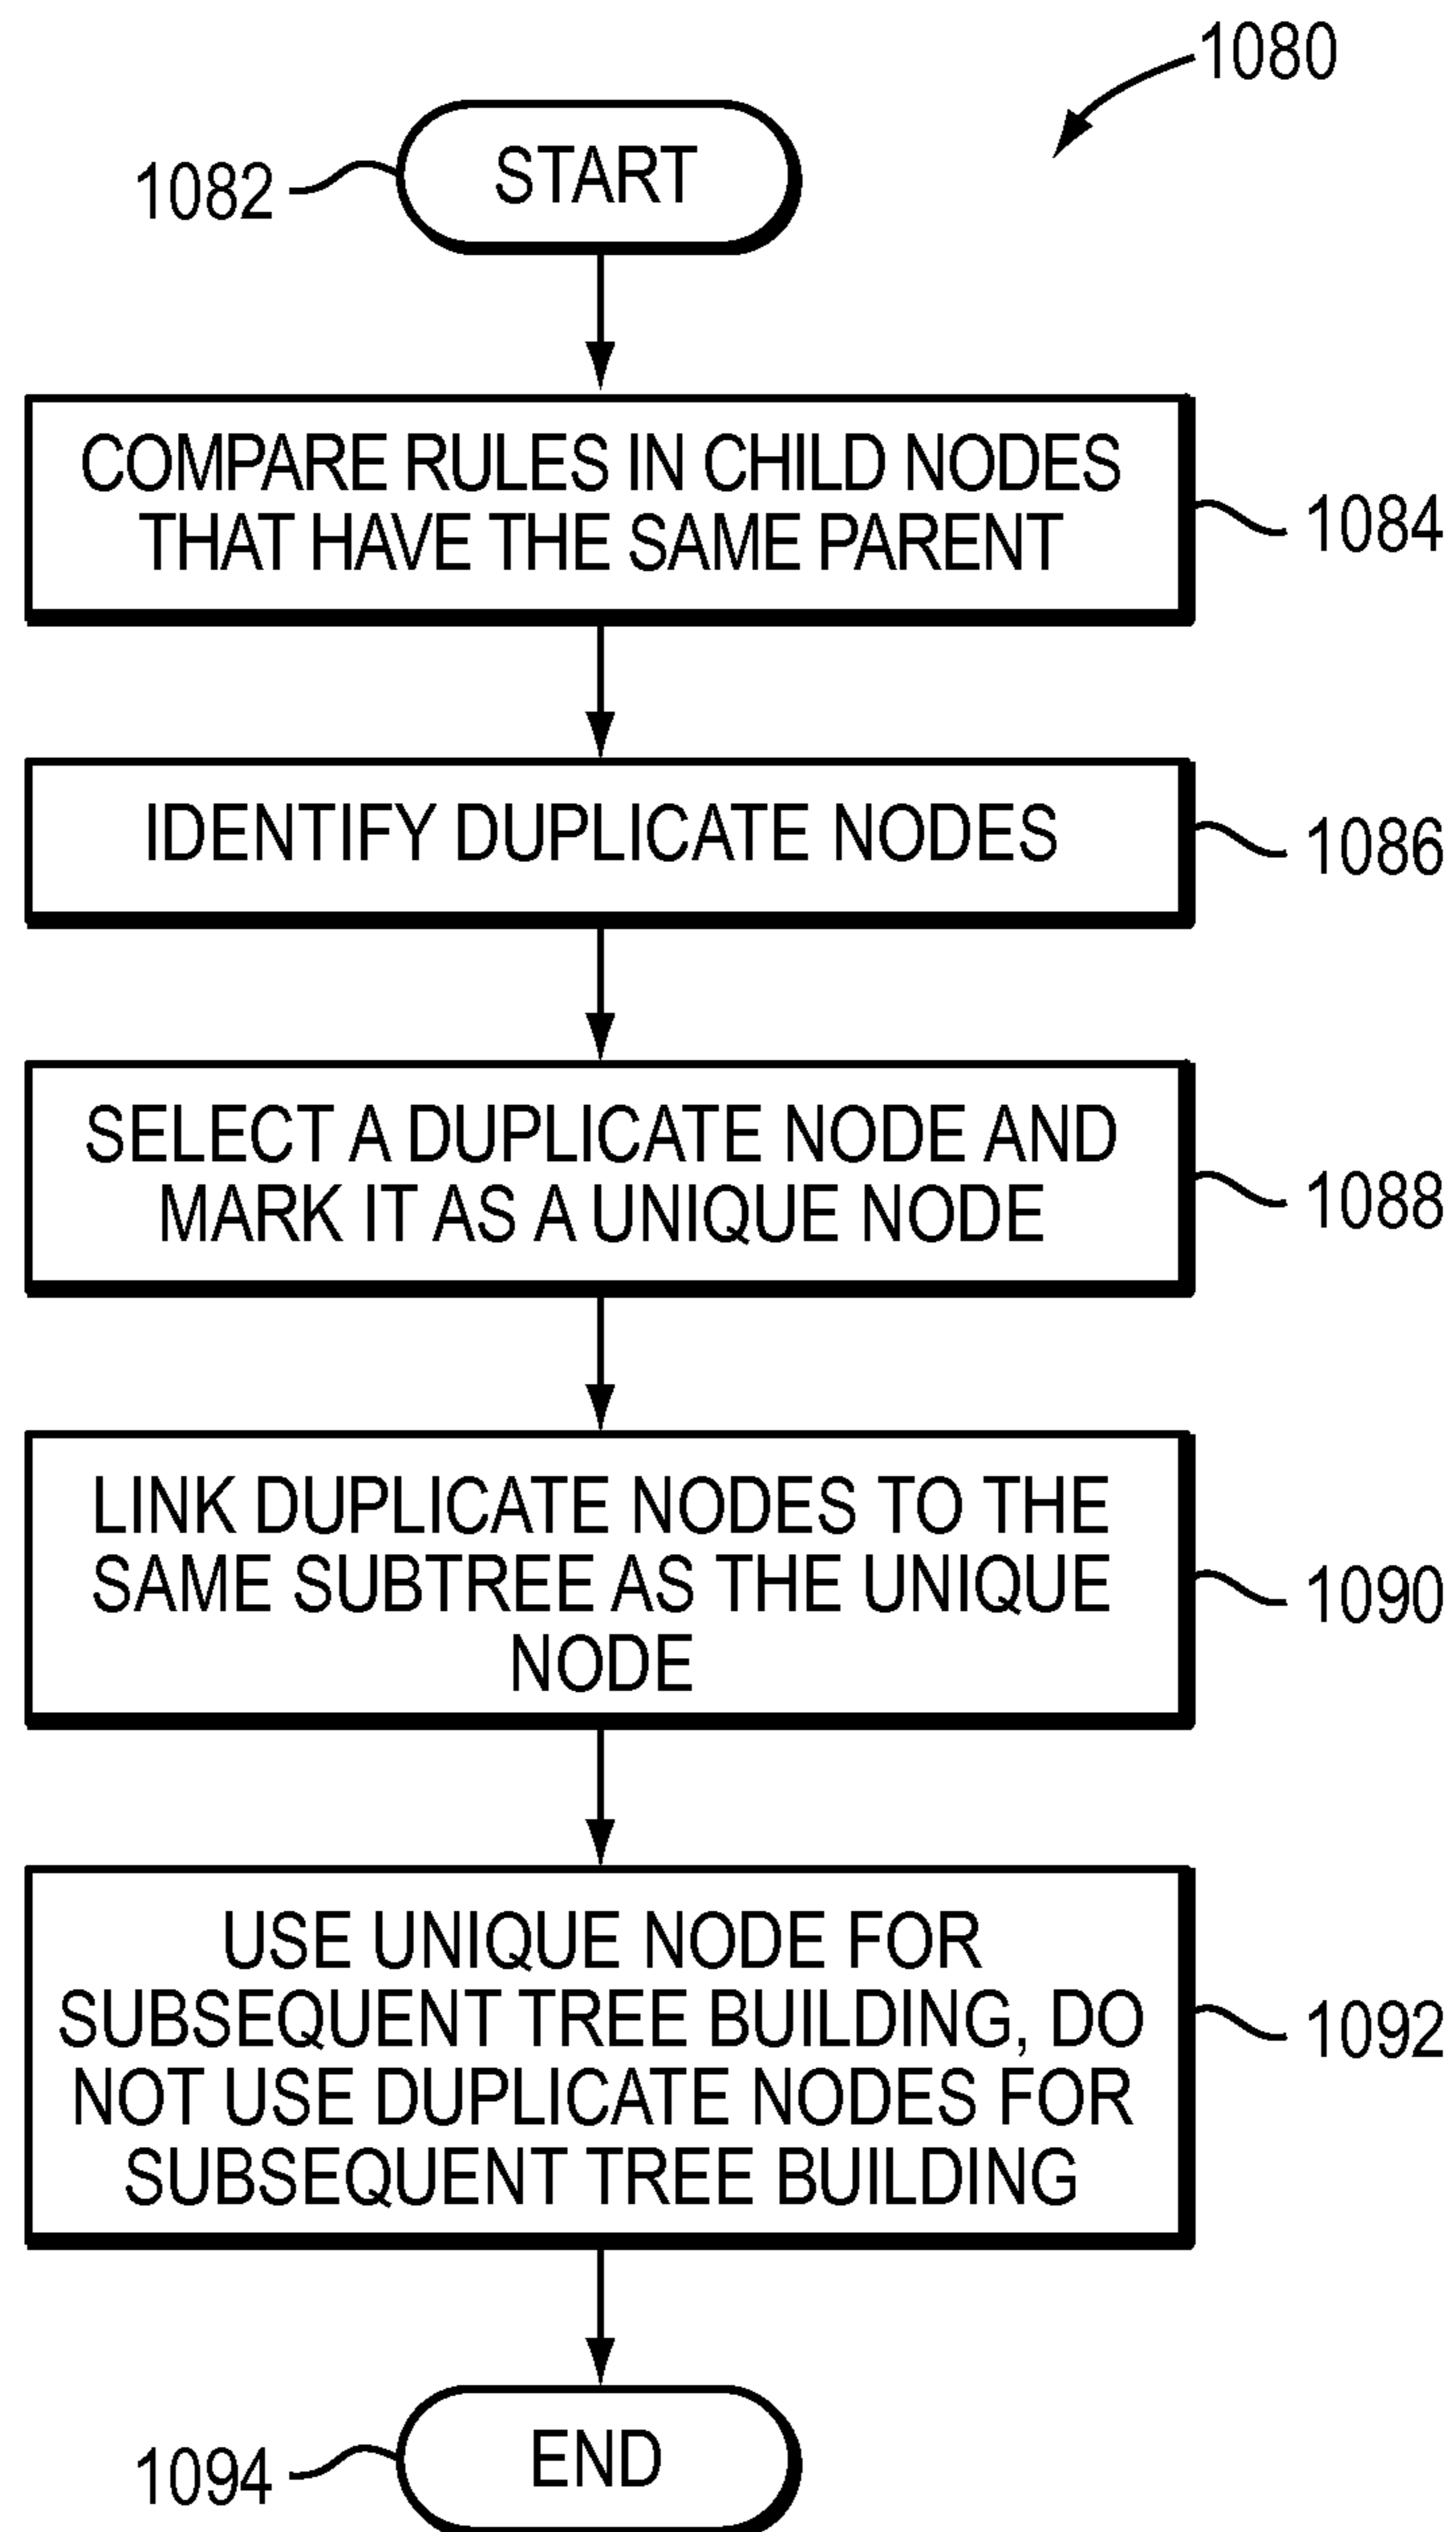 1080
1082
START
COMPARE RULES IN CHILD NODES
THAT HAVE THE SAME PARENT
1084
IDENTIFY DUPLICATE NODES
1086
SELECT A DUPLICATE NODE AND
MARK IT AS A UNIQUE NODE
1088
LINK DUPLICATE NODES TO THE
SAME SUBTREE AS THE UNIQUE
NODE
1090
USE UNIQUE NODE FOR
SUBSEQUENT TREE BUILDING, DO
NOT USE DUPLICATE NODES FOR
SUBSEQUENT TREE BUILDING
1092
END
1094